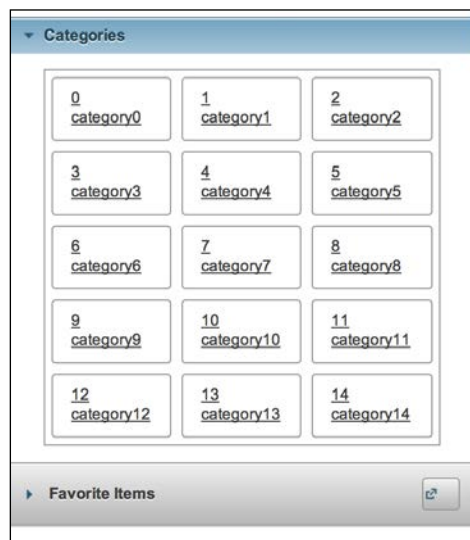 Categories
0
category0
1
category1
2
category2
3
category3
4
category4
5
category5
6
category6
7
category7
8
category8
9
category9
10
category10
11
category11
12
category12
13
category13
14
category14
Favorite Items